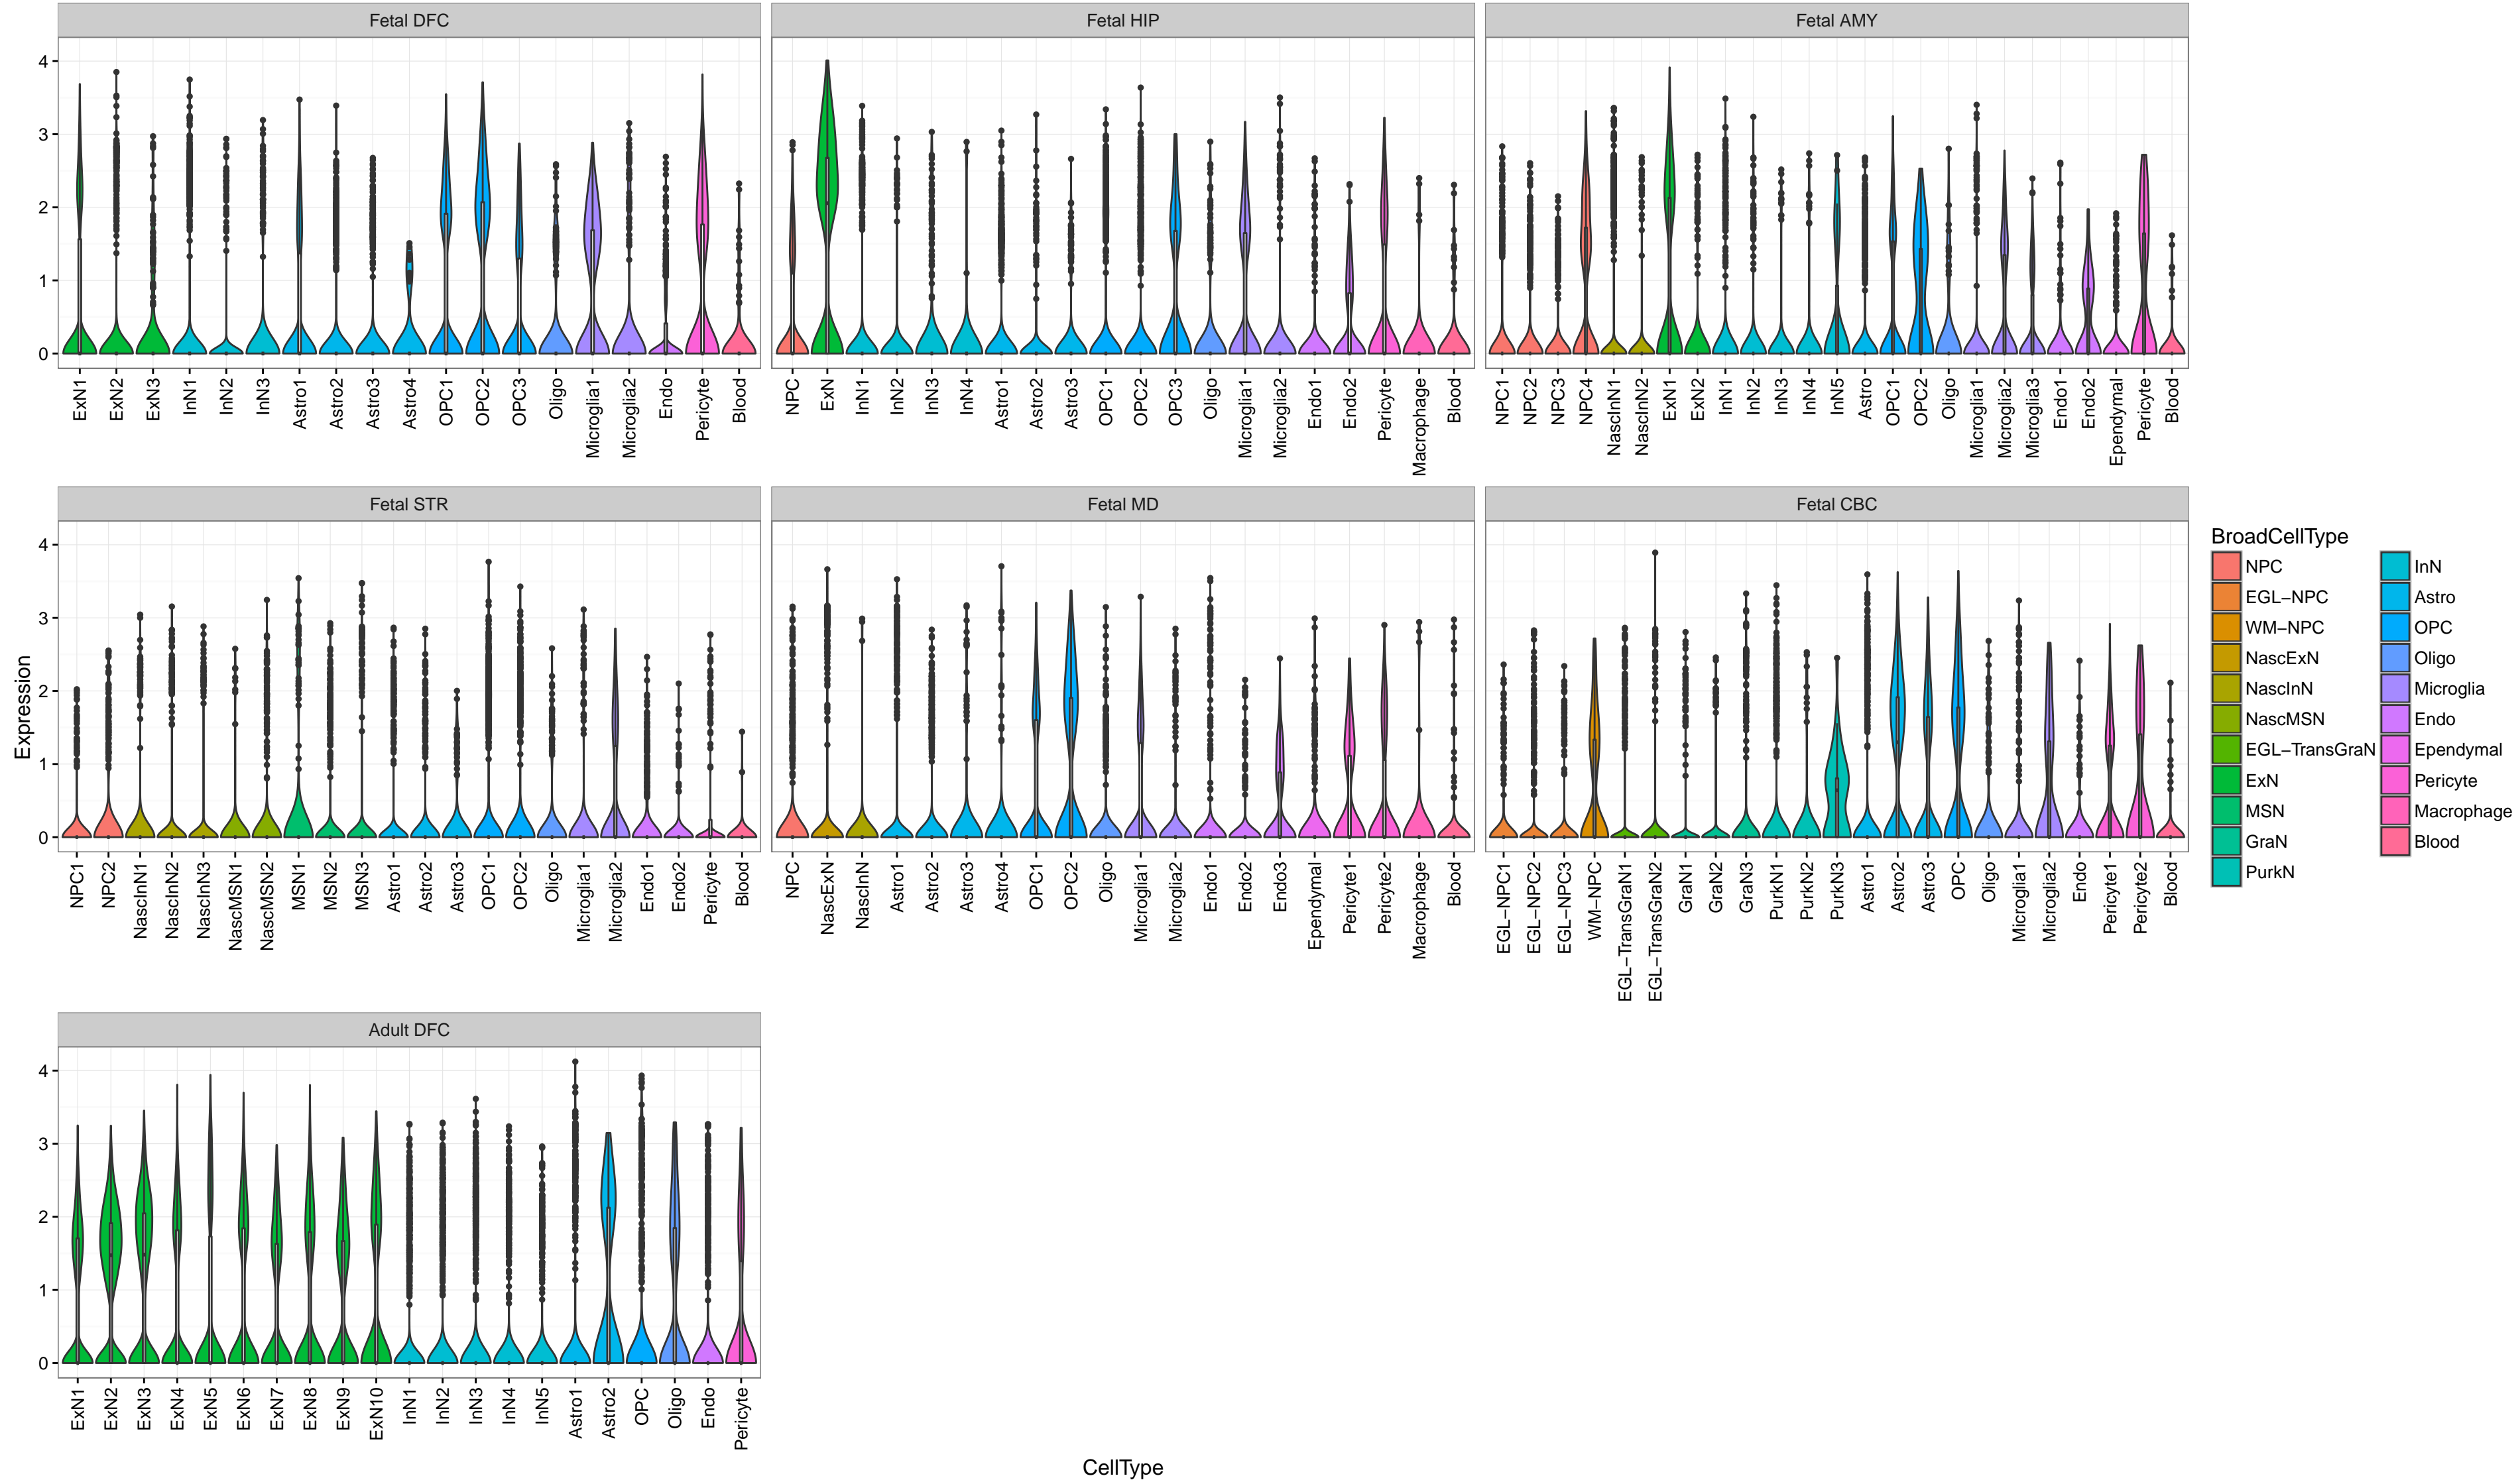 Fetal DFC
Fetal HIP
Fetal AMY
4
3
2
1
0
ExN1 ExN2 ExN3 InN1 InN2 InN3 Astro1 Astro2 Astro3 Astro4 OPC1 OPC2 OPC3 Oligo Microglia1 Microglia2 Endo Pericyte Blood
NPC ExN InN1 InN2 InN3 InN4 Astro1 Astro2 Astro3 OPC1 OPC2 OPC3 Oligo Microglia1 Microglia2 Endo1 Endo2 Pericyte Macrophage Blood
NPC1 NPC2 NPC3 NPC4 NascInN1 NascInN2 ExN1 ExN2 InN1 InN2 InN3 InN4 InN5 Astro OPC1 OPC2 Oligo Microglia1 Microglia2 Microglia3 Endo1 Endo2 Ependymal Pericyte Blood
Fetal STR
Fetal MD
Fetal CBC
4
3
2
1
0
Expression
NPC1 NPC2 NascInN1 NascInN2 NascInN3 NascMSN1 NascMSN2 MSN1 MSN2 MSN3 Astro1 Astro2 Astro3 OPC1 OPC2 Oligo Microglia1 Microglia2 Endo1 Endo2 Pericyte Blood
NPC NascExN NascInN Astro1 Astro2 Astro3 Astro4 OPC1 OPC2 Oligo Microglia1 Microglia2 Endo1 Endo2 Endo3 Ependymal Pericyte1 Pericyte2 Macrophage Blood
EGL−NPC1 EGL−NPC2 EGL−NPC3 WM−NPC EGL−TransGraN1 EGL−TransGraN2 GraN1 GraN2 GraN3 PurkN1 PurkN2 PurkN3 Astro1 Astro2 Astro3 OPC Oligo Microglia1 Microglia2 Endo Pericyte1 Pericyte2 Blood
BroadCellType
NPC
EGL−NPC
WM−NPC
NascExN
NascInN
NascMSN
EGL−TransGraN
ExN
MSN
GraN
PurkN
InN
Astro
OPC
Oligo
Microglia
Endo
Ependymal
Pericyte
Macrophage
Blood
Adult DFC
4
3
2
1
0
ExN1 ExN2 ExN3 ExN4 ExN5 ExN6 ExN7 ExN8 ExN9 ExN10 InN1 InN2 InN3 InN4 InN5 Astro1 Astro2 OPC Oligo Endo Pericyte
CellType